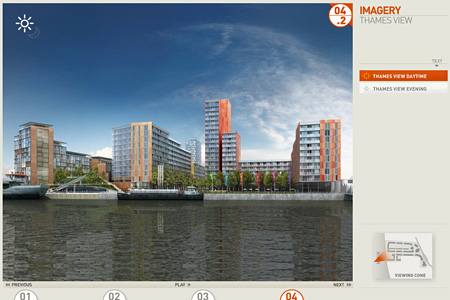 04
.2
IMAGERY
THAMES VIEW
TEXT
THAMES VIEW DAYTIME
THAMES VIEW EVENING
VIEWING CONE
PREVIOUS
PLAY
NEXT
01
02
03
04